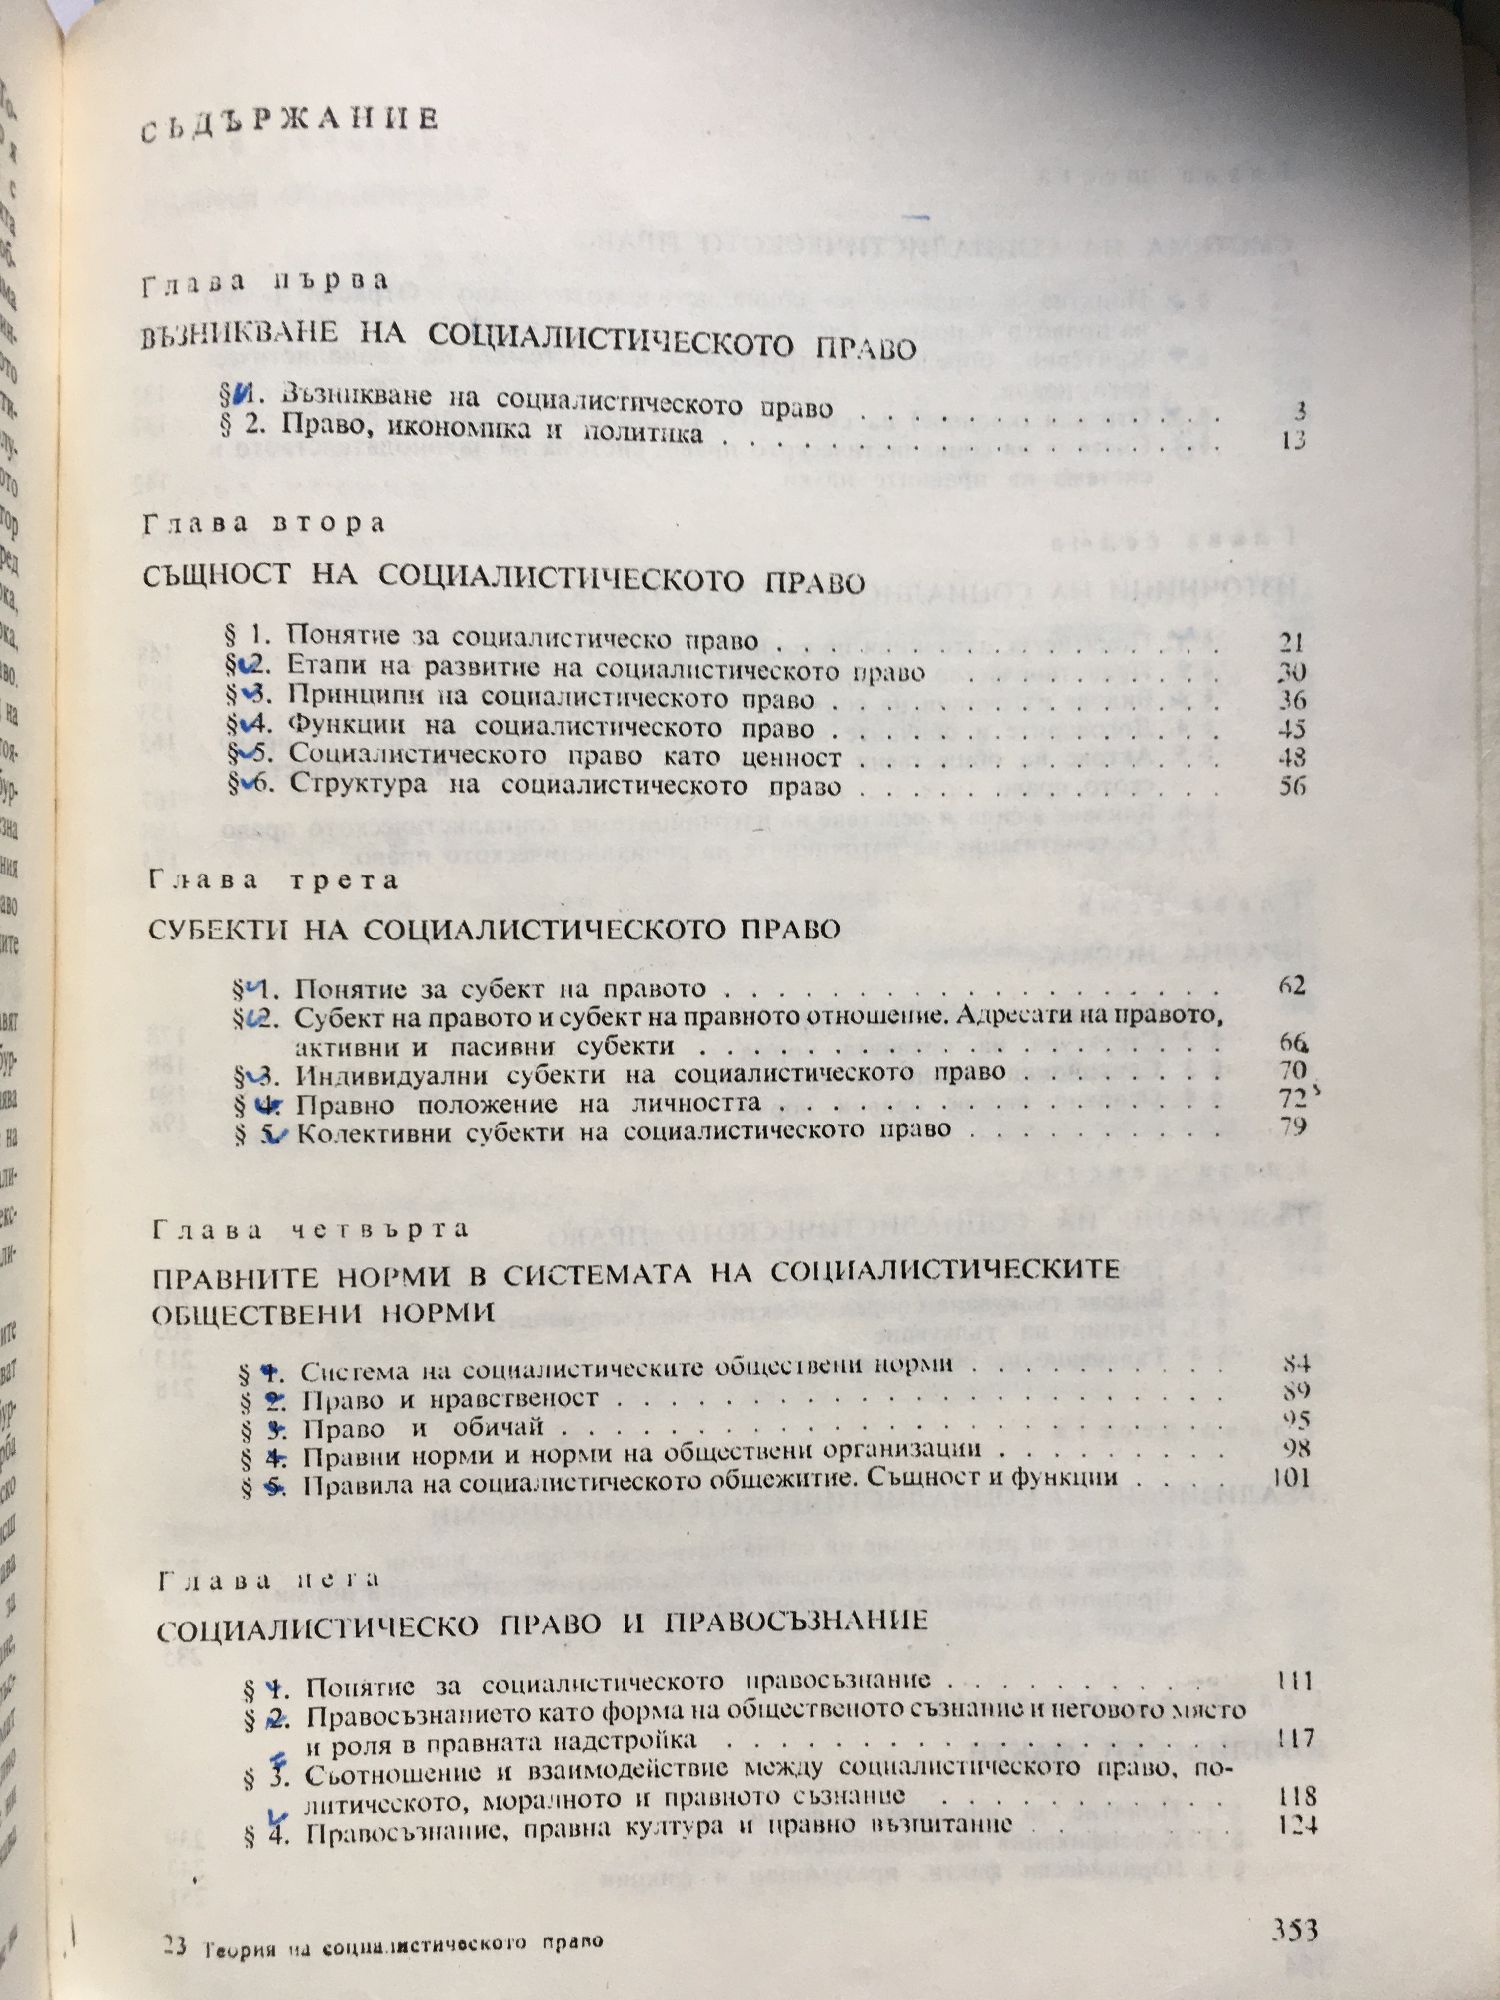 СЪДЪРЖАНИЕ
Глава първа
ВЪЗНИКВАНЕ НА СОЦИАЛИСТИЧЕСКОТО ПРАВО
§ 1. Възникване на социалистическото право . . . . . . . . . . . . . . 3
§ 2. Право, икономика и политика . . . . . . . . . . . . . . . . . . . 13
Глава втора
СЪЩНОСТ НА СОЦИАЛИСТИЧЕСКОТО ПРАВО
§ 1. Понятие за социалистическо право . . . . . . . . . . . . . . . . . 21
§ 2. Етапи на развитие на социалистическото право . . . . . . . . . . . 30
§ 3. Принципи на социалистическото право . . . . . . . . . . . . . . . 36
§ 4. Функции на социалистическото право . . . . . . . . . . . . . . . 45
§ 5. Социалистическото право като ценност . . . . . . . . . . . . . . 48
§ 6. Структура на социалистическото право . . . . . . . . . . . . . . 56
Глава трета
СУБЕКТИ НА СОЦИАЛИСТИЧЕСКОТО ПРАВО
§ 1. Понятие за субект на правото . . . . . . . . . . . . . . . . . . . 62
§ 2. Субект на правото и субект на правното отношение. Адресати на правото,
активни и пасивни субекти . . . . . . . . . . . . . . . . . . . . 66
§ 3. Индивидуални субекти на социалистическото право . . . . . . . . 70
§ 4. Правно положение на личността . . . . . . . . . . . . . . . . . 72
§ 5. Колективни субекти на социалистическото право . . . . . . . . . . 79
Глава четвърта
ПРАВНИТЕ НОРМИ В СИСТЕМАТА НА СОЦИАЛИСТИЧЕСКИТЕ
ОБЩЕСТВЕНИ НОРМИ
§ 1. Система на социалистическите обществени норми . . . . . . . . . . 84
§ 2. Право и нравственост . . . . . . . . . . . . . . . . . . . . . . . 89
§ 3. Право и обичай . . . . . . . . . . . . . . . . . . . . . . . . . 95
§ 4. Правни норми и норми на обществени организации . . . . . . . . . 98
§ 5. Правила на социалистическото общежитие. Същност и функции . . . . 101
Глава пета
СОЦИАЛИСТИЧЕСКО ПРАВО И ПРАВОСЪЗНАНИЕ
§ 1. Понятие за социалистическото правосъзнание . . . . . . . . . . 111
§ 2. Правосъзнанието като форма на общественото съзнание и неговото място
и роля в правната надстройка . . . . . . . . . . . . . . . . . . . 117
§ 3. Съотношение и взаимодействие между социалистическото право, по-
литическото, моралното и правното съзнание . . . . . . . . . . . 118
§ 4. Правосъзнание, правна култура и правно възпитание . . . . . . . . 124
23 Теория на социалистическото право
353